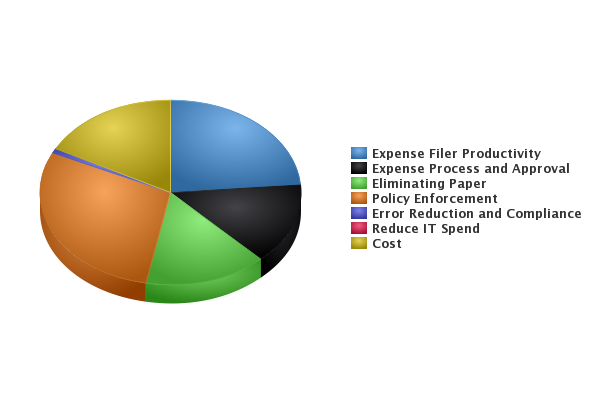 Expense Filer Productivity
Expense Process and Approval
Eliminating Paper
Policy Enforcement
Error Reduction and Compliance
Reduce IT Spend
Cost